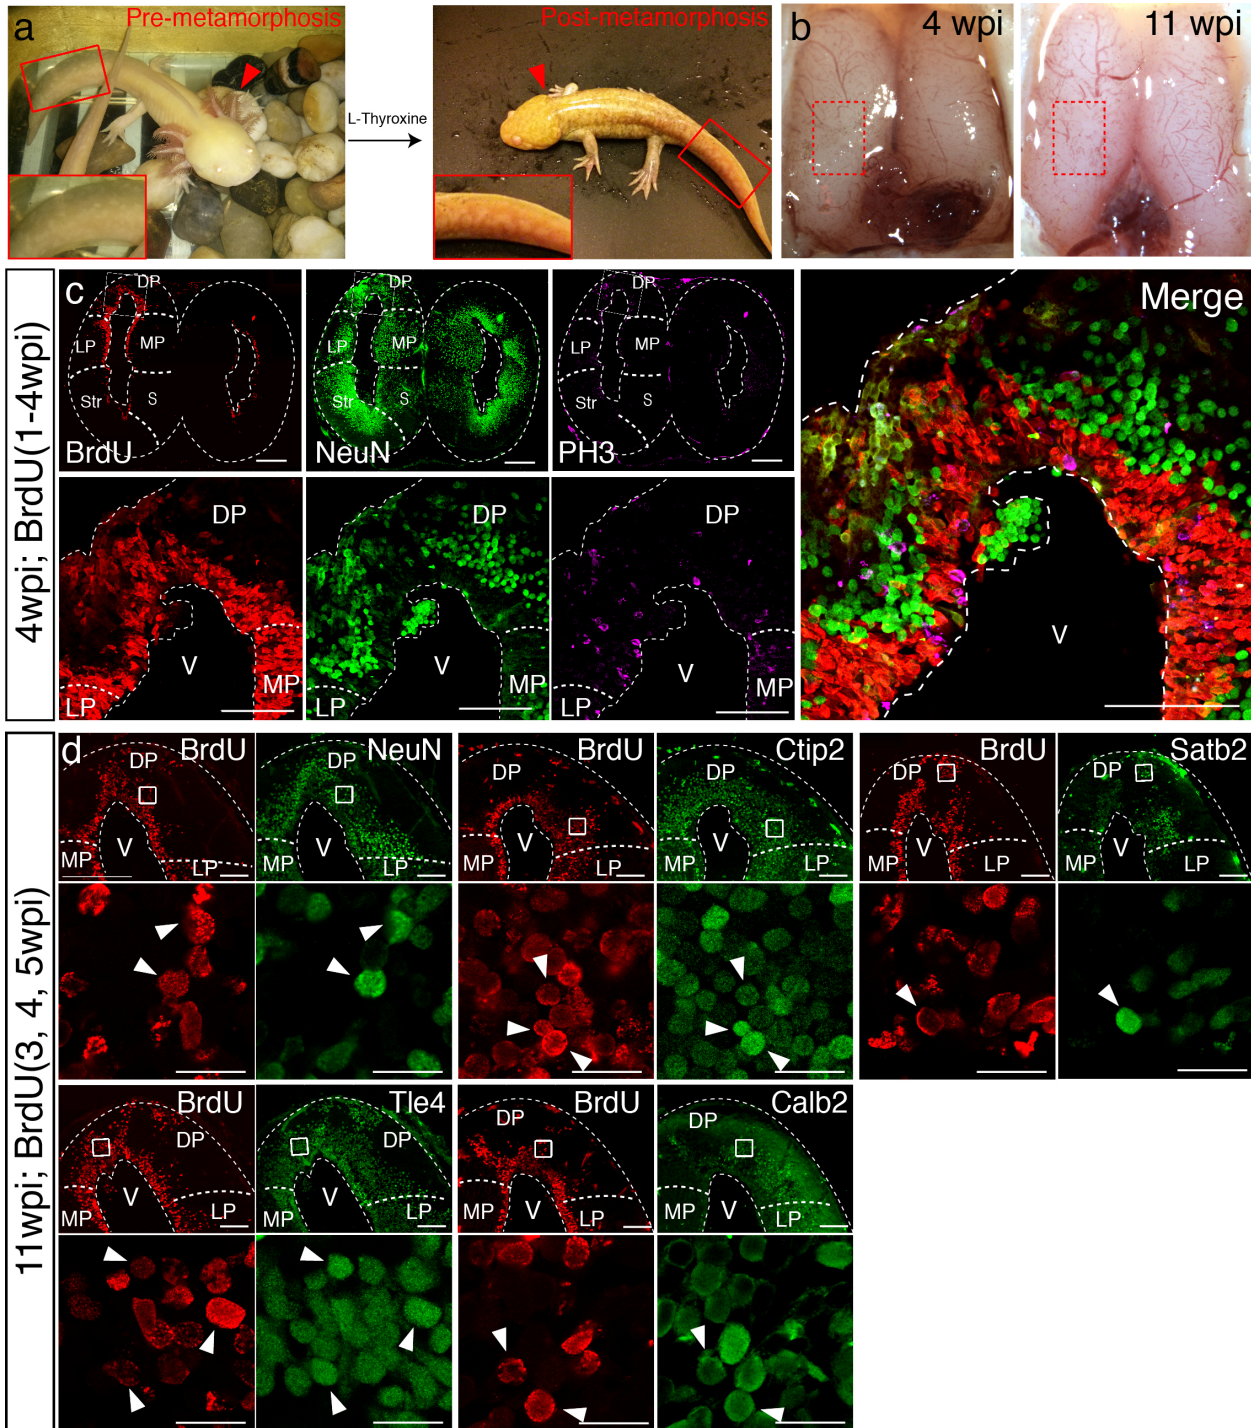 a
Pre-metamorphosis
L-Thyroxine
Post-metamorphosis
b
4 wpi
11 wpi
4wpi; BrdU(1-4wpi)
c
DP
LP
MP
Str
S
BrdU
DP
LP
MP
Str
S
NeuN
DP
LP
MP
Str
S
PH3
Merge
V
DP
V
LP
MP
DP
V
LP
MP
DP
V
LP
MP
11wpi; BrdU(3, 4, 5wpi)
d
BrdU
DP
V
MP
LP
NeuN
DP
V
MP
LP
BrdU
DP
V
MP
LP
Ctip2
DP
V
MP
LP
BrdU
DP
V
MP
LP
Satb2
DP
V
MP
LP
BrdU
DP
V
MP
LP
Tle4
DP
V
MP
LP
BrdU
DP
V
MP
LP
Calb2
DP
V
MP
LP